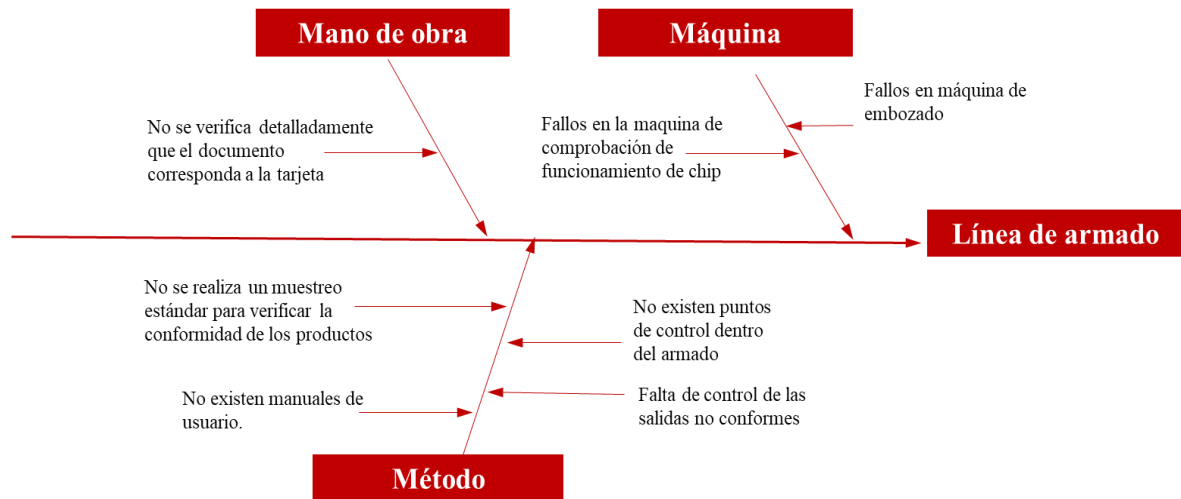 Mano de obra
Máquina
No se verifica detalladamente
que el documento
corresponda a la tarjeta
Fallos en la maquina de
comprobación de
funcionamiento de chip
Fallos en máquina de
embozado
Línea de armado
No se realiza un muestreo
estándar para verificar la
conformidad de los productos
No existen puntos
de control dentro
del armado
No existen manuales de
usuario.
Falta de control de las
salidas no conformes
Método